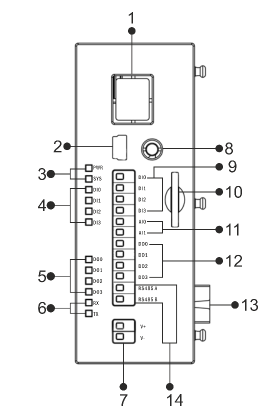 1
2
8
3
PWR
9
SYS
DI0
DI0
4
DI1
DI1
10
DI2
DI2
DI3
DI3
AI0
11
AI1
DO0
12
5
DO0
DO1
DO1
DO2
DO2
DO3
DO3
6
RX
RS485 A
13
TX
RS485 B
V+
V-
7
14